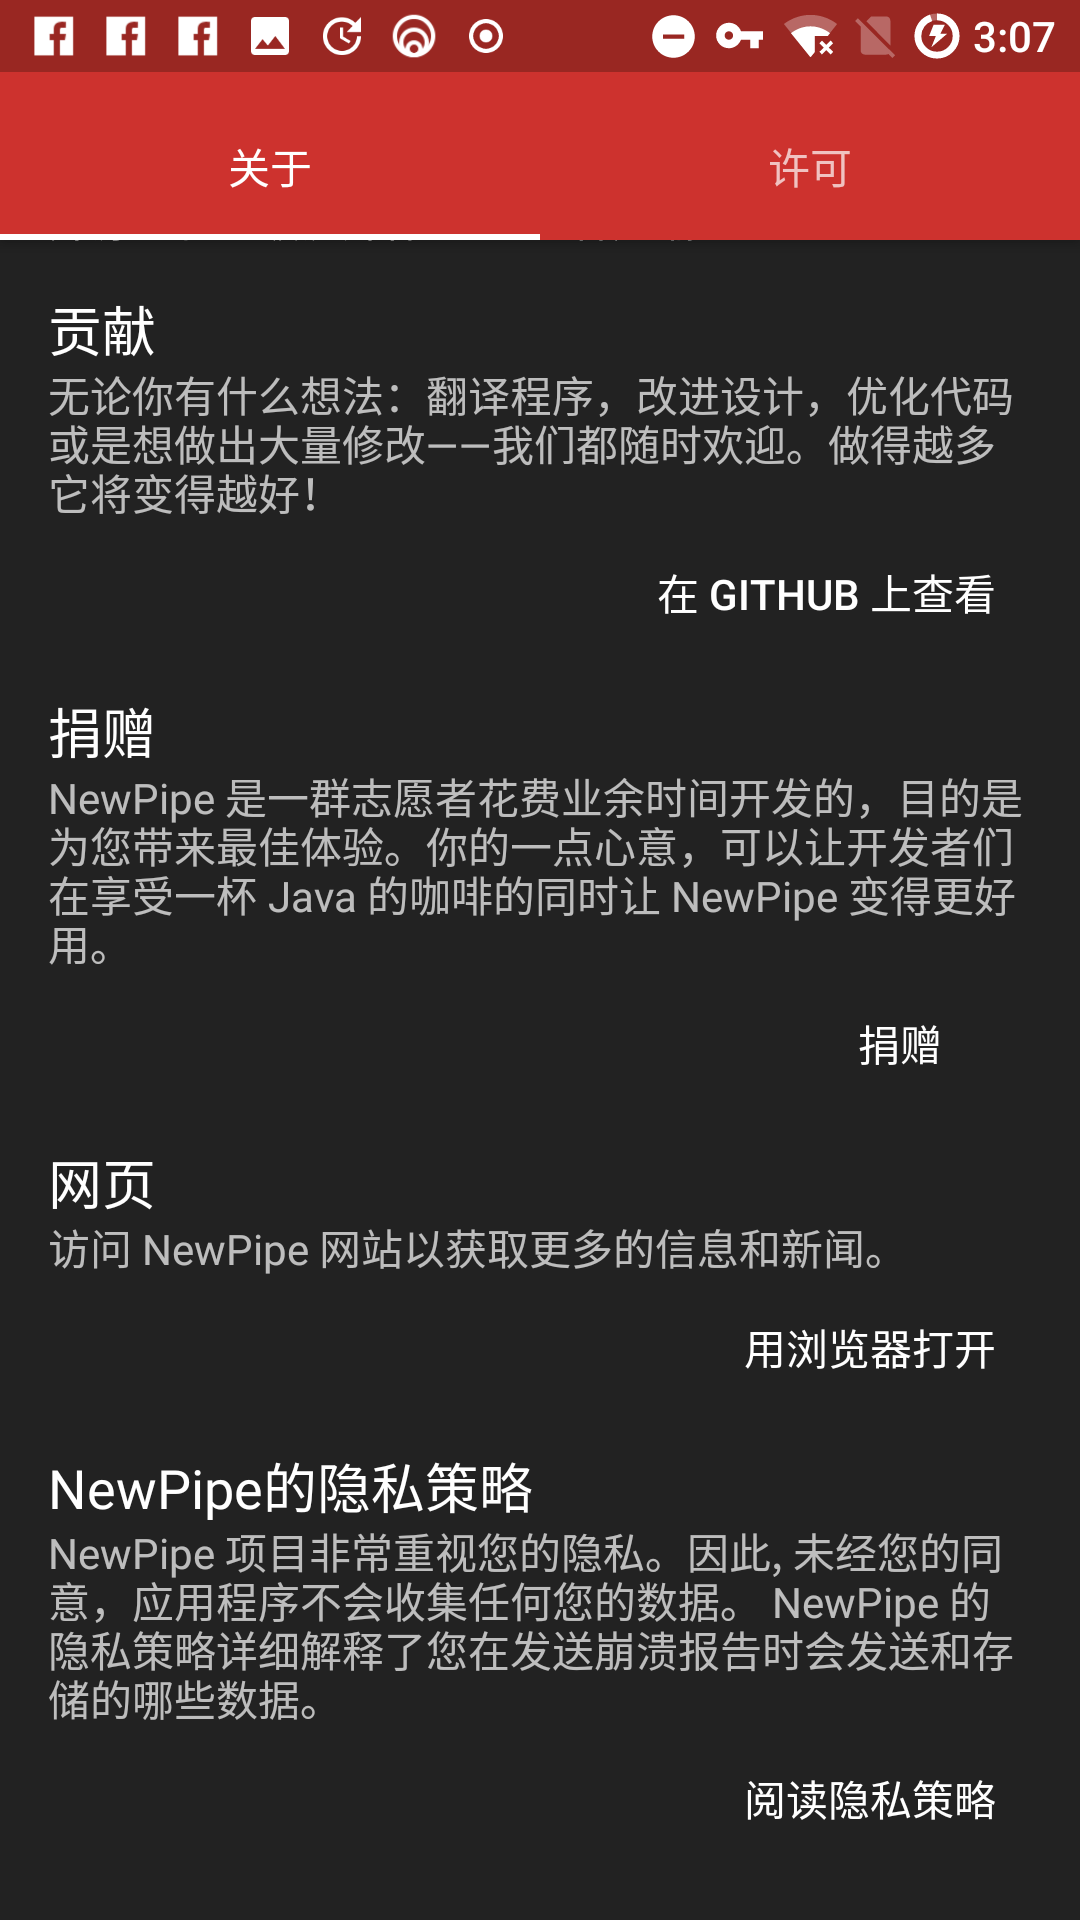 3:07
关于
许可
贡献
无论你有什么想法：翻译程序，改进设计，优化代码
或是想做出大量修改——我们都随时欢迎。做得越多
它将变得越好！
在 GITHUB 上查看
捐赠
NewPipe 是一群志愿者花费业余时间开发的，目的是
为您带来最佳体验。你的一点心意，可以让开发者们
在享受一杯 Java 的咖啡的同时让 NewPipe 变得更好
用。
捐赠
网页
访问 NewPipe 网站以获取更多的信息和新闻。
用浏览器打开
NewPipe的隐私策略
NewPipe 项目非常重视您的隐私。因此, 未经您的同
意，应用程序不会收集任何您的数据。 NewPipe 的
隐私策略详细解释了您在发送崩溃报告时会发送和存
储的哪些数据。
阅读隐私策略